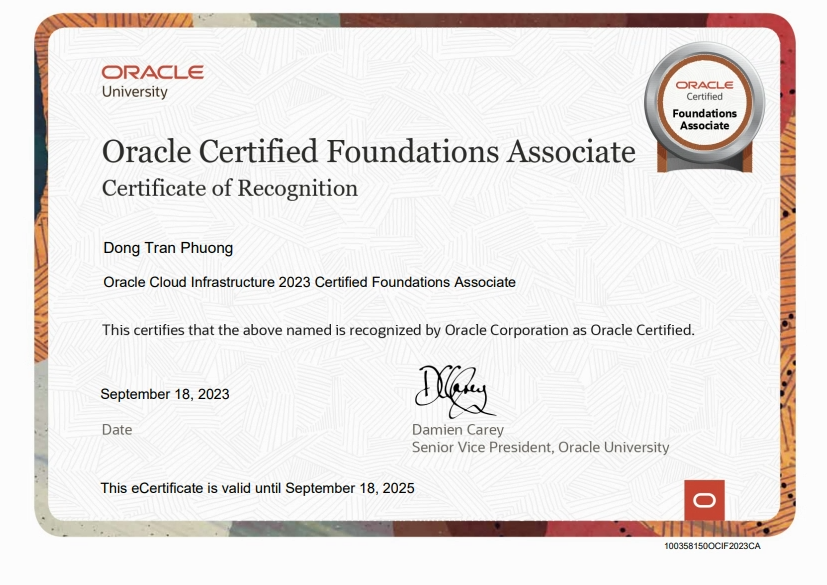 ORACLE
University
ORACLE
Certified
Foundations
Associate
Oracle Certified Foundations Associate
Certificate of Recognition
Dong Tran Phuong
Oracle Cloud Infrastructure 2023 Certified Foundations Associate
This certifies that the above named is recognized by Oracle Corporation as Oracle Certified.
September 18, 2023
Date
DCarey
Damien Carey
Senior Vice President, Oracle University
This eCertificate is valid until September 18, 2025
100358150OCIF2023CA